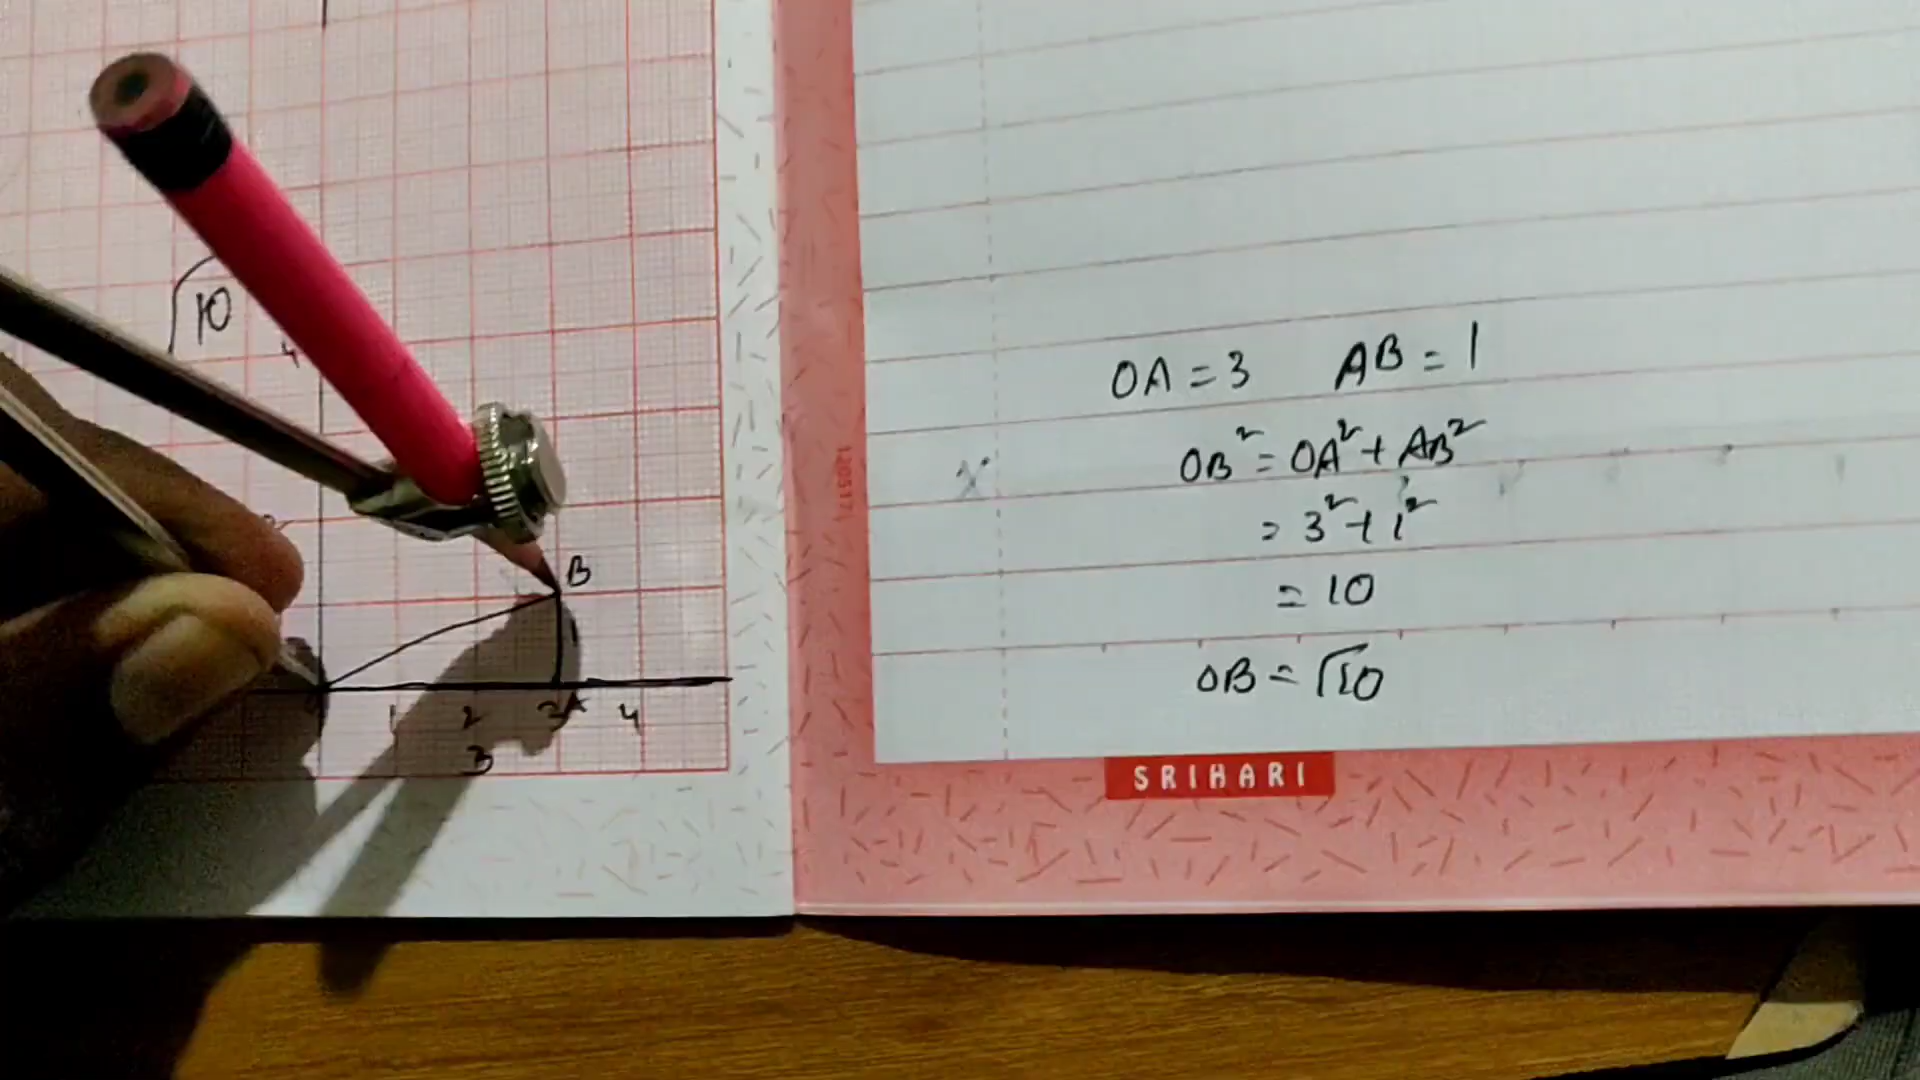 √10
4
B
1 2 3A 4
3
OA = 3 AB = 1
OB² = OA² + AB²
= 3² + 1²
= 10
OB = √10
SRIHARI